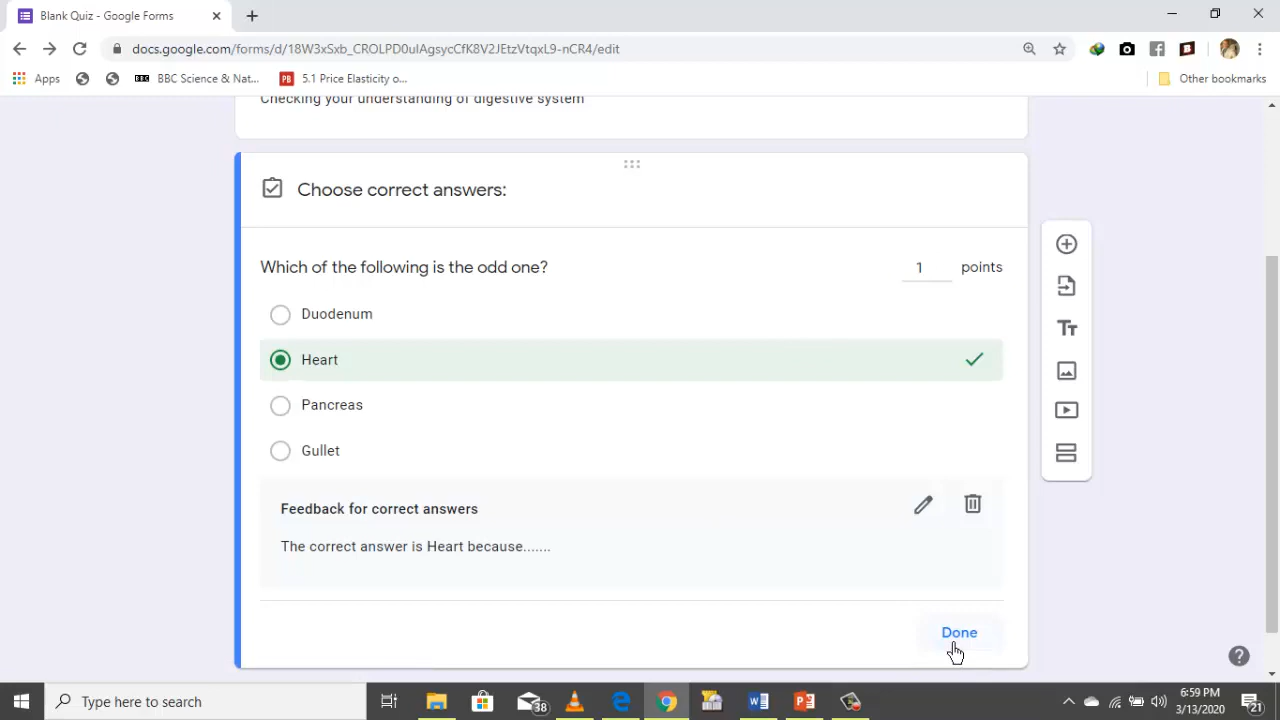 Blank Quiz - Google Forms
docs.google.com/forms/d/18W3xSxb_CROLPD0uIAgsycCfK8V2JEtzVtqxL9-nCR4/edit
Apps
BBC
BBC Science & Nat...
PB
5.1 Price Elasticity o...
Other bookmarks
Checking your understanding of digestive system
Choose correct answers:
Which of the following is the odd one?
1
points
Duodenum
Heart
Pancreas
Gullet
Feedback for correct answers
The correct answer is Heart because.......
Done
Type here to search
38
6:59 PM
3/13/2020
21